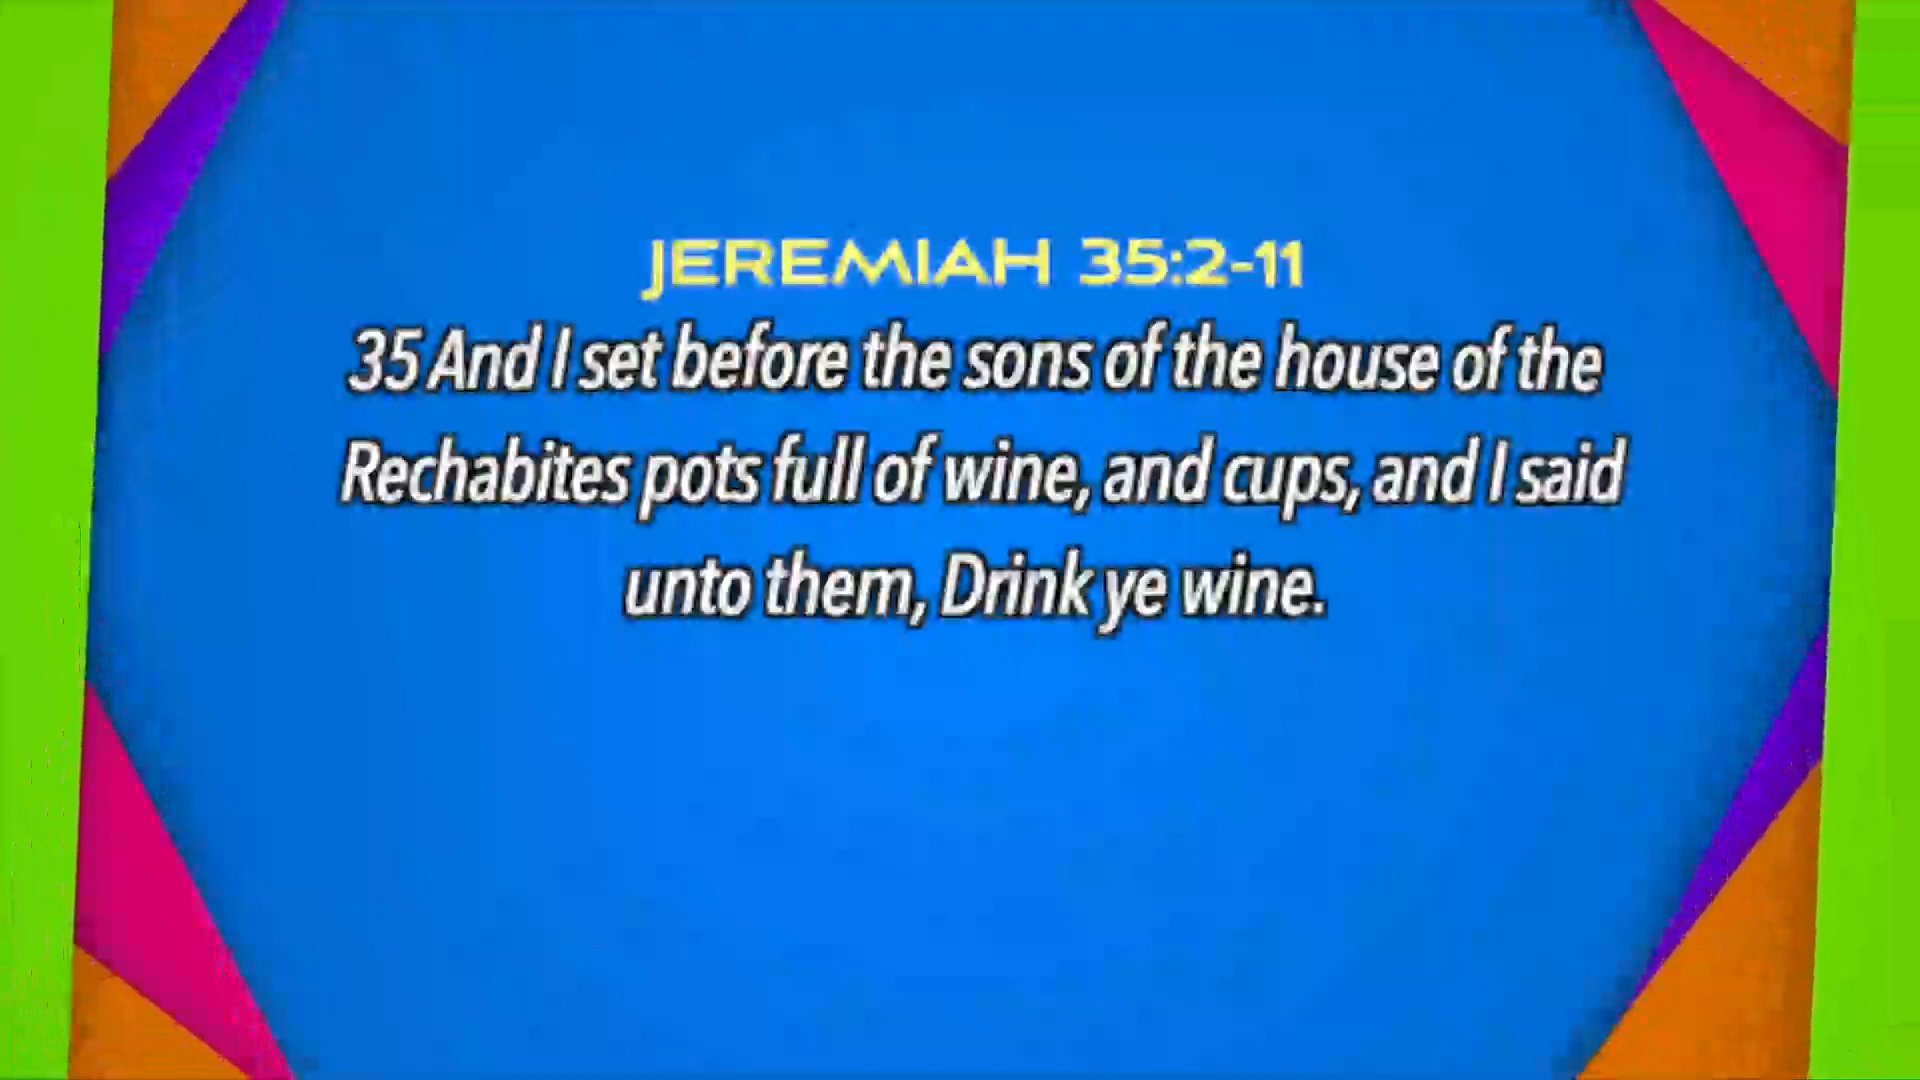 JEREMIAH 35:2-11
35 And I set before the sons of the house of the
Rechabites pots full of wine, and cups, and I said
unto them, Drink ye wine.